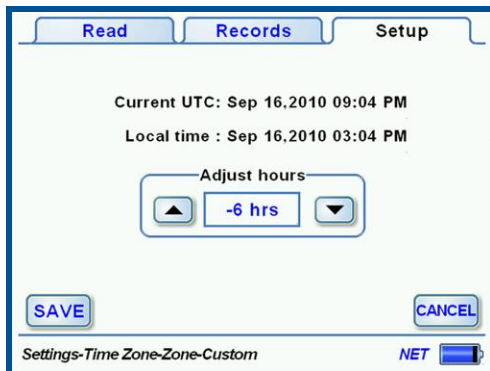 Read Records Setup
Current UTC: Sep 16,2010 09:04 PM
Local time : Sep 16,2010 03:04 PM
Adjust hours
-6 hrs
SAVE CANCEL
Settings-Time Zone-Zone-Custom NET